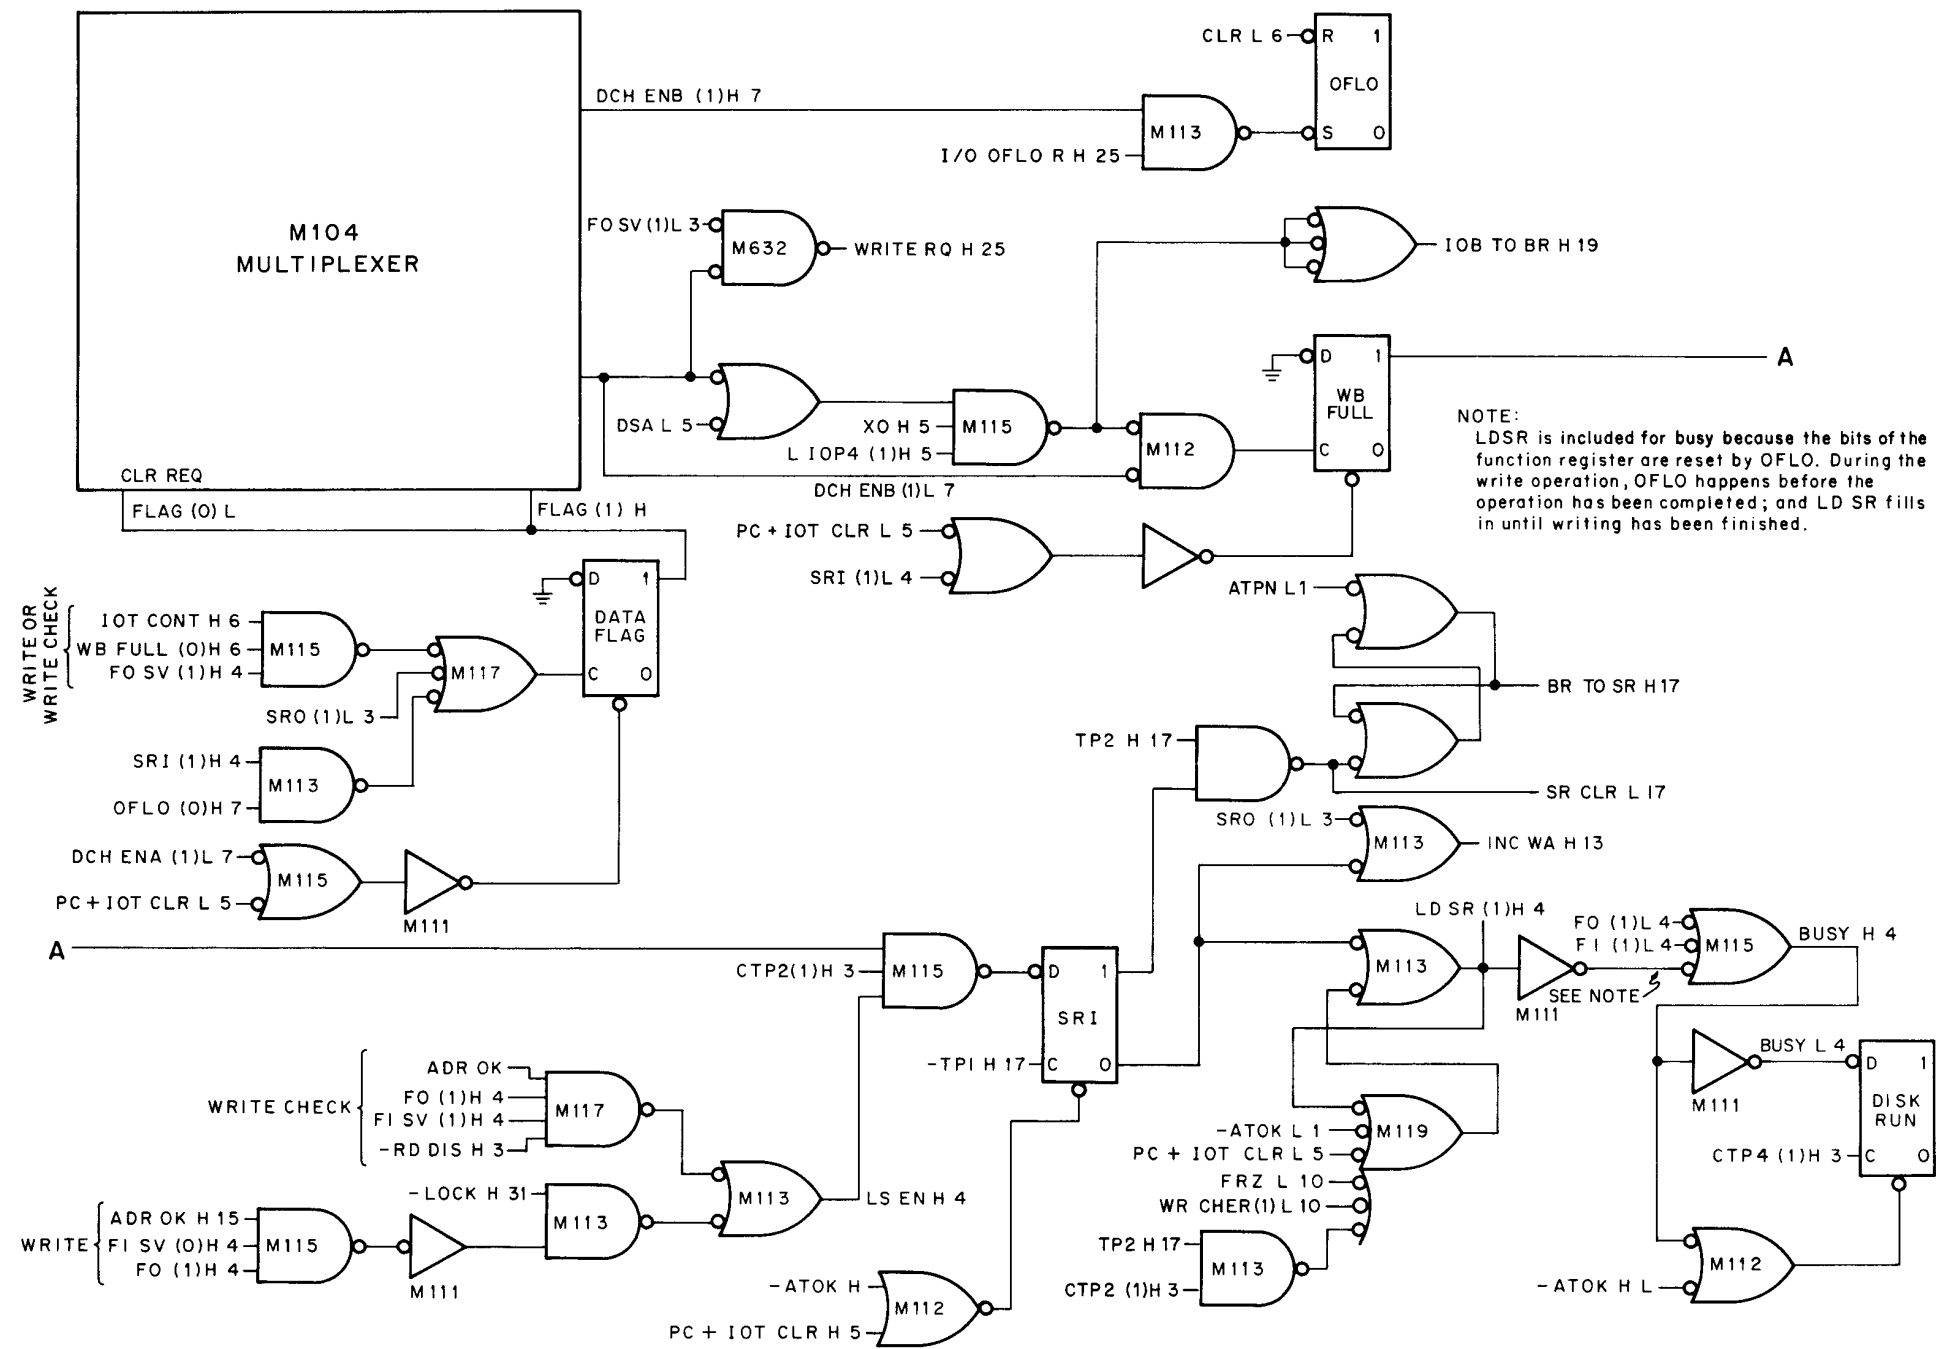 CLR L 6
R 1
OFLO
S 0
DCH ENB (1)H 7
M113
I/O OFLO R H 25
M104
MULTIPLEXER
FO SV(1)L 3
M632
WRITE RQ H 25
IOB TO BR H 19
DSA L 5
XO H 5
L IOP4 (1)H 5
M115
M112
DCH ENB(1)L 7
D 1
WB
FULL
C 0
A
NOTE:
LDSR is included for busy because the bits of the
function register are reset by OFLO. During the
write operation, OFLO happens before the
operation has been completed; and LD SR fills
in until writing has been finished.
CLR REQ
FLAG (0) L
FLAG (1) H
PC + IOT CLR L 5
SRI (1)L 4
D 1
DATA
FLAG
C 0
WRITE OR
WRITE CHECK
IOT CONT H 6
WB FULL (0)H 6
FO SV (1)H 4
M115
M117
SRO (1)L 3
SRI (1)H 4
OFLO (0)H 7
M113
DCH ENA (1)L 7
PC + IOT CLR L 5
M115
M111
ATPN L1
BR TO SR H 17
TP2 H 17
SR CLR L 17
SRO (1)L 3
M113
INC WA H 13
A
CTP2(1)H 3
M115
D 1
SRI
C 0
-TP1 H 17
LD SR (1)H 4
M113
M111
SEE NOTE
FO (1)L 4
F1 (1)L 4
M115
BUSY H 4
BUSY L 4
M111
D 1
DISK
RUN
C 0
CTP4 (1)H 3
WRITE CHECK
ADR OK
FO (1)H 4
FI SV (1)H 4
-RD DIS H 3
M117
-LOCK H 31
M113
M113
LS EN H 4
WRITE
ADR OK H 15
FI SV (0)H 4
FO (1)H 4
M115
M111
-ATOK H
PC + IOT CLR H 5
M112
-ATOK L 1
PC + IOT CLR L 5
M119
FRZ L 10
WR CHER(1) L 10
TP2 H 17
CTP2 (1)H 3
M113
M112
-ATOK H L